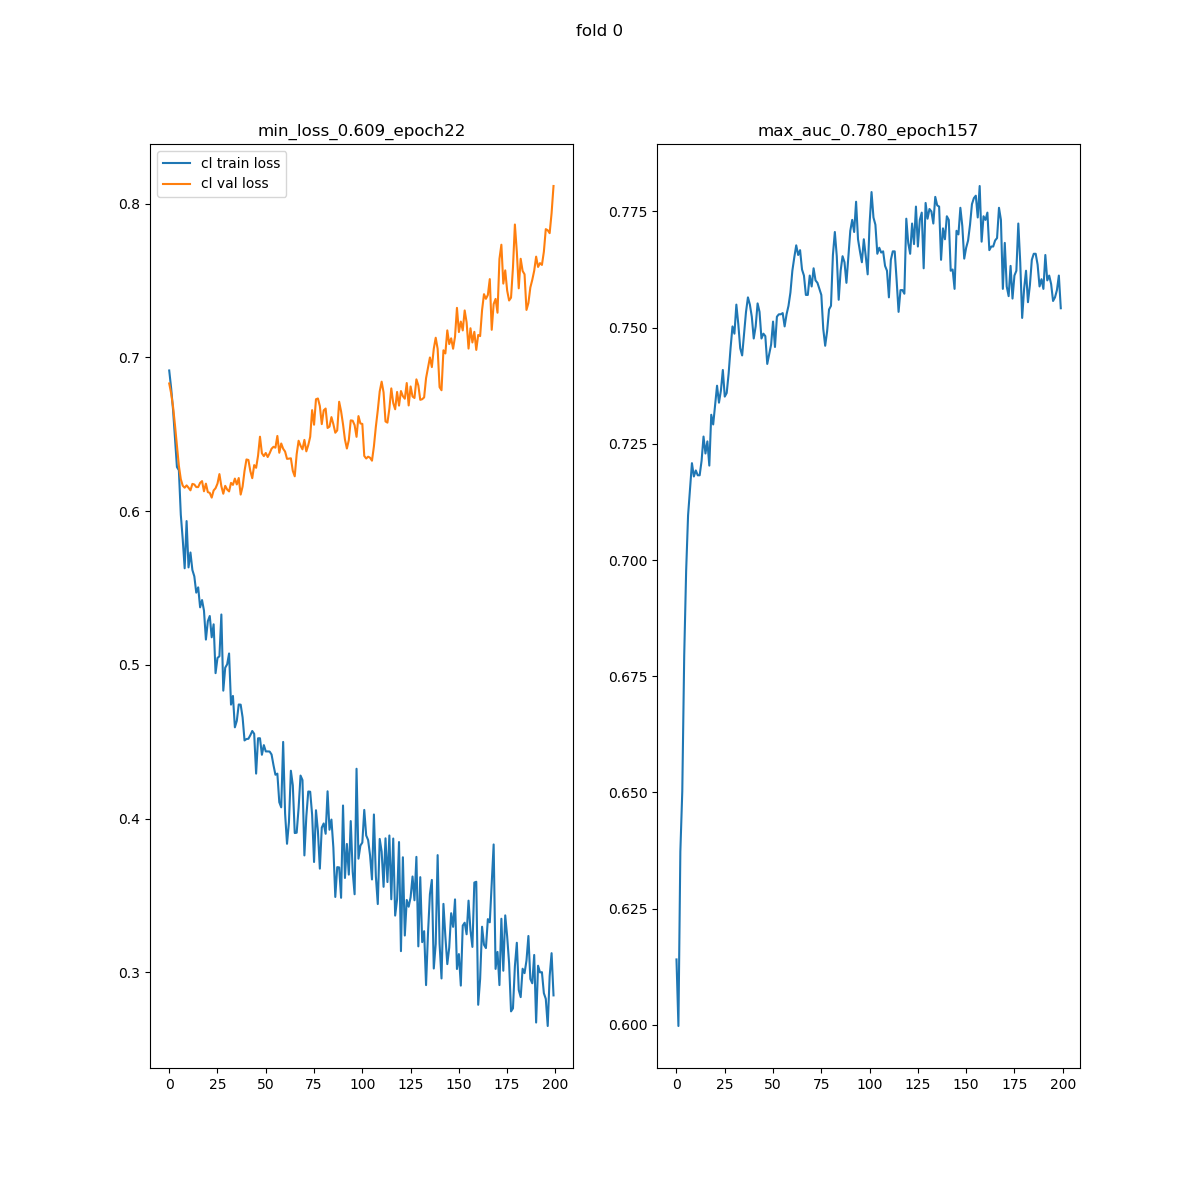 fold 0
min_loss_0.609_epoch22
cl train loss
cl val loss
0.8
0.7
0.6
0.5
0.4
0.3
0 25 50 75 100 125 150 175 200
max_auc_0.780_epoch157
0.775
0.750
0.725
0.700
0.675
0.650
0.625
0.600
0 25 50 75 100 125 150 175 200